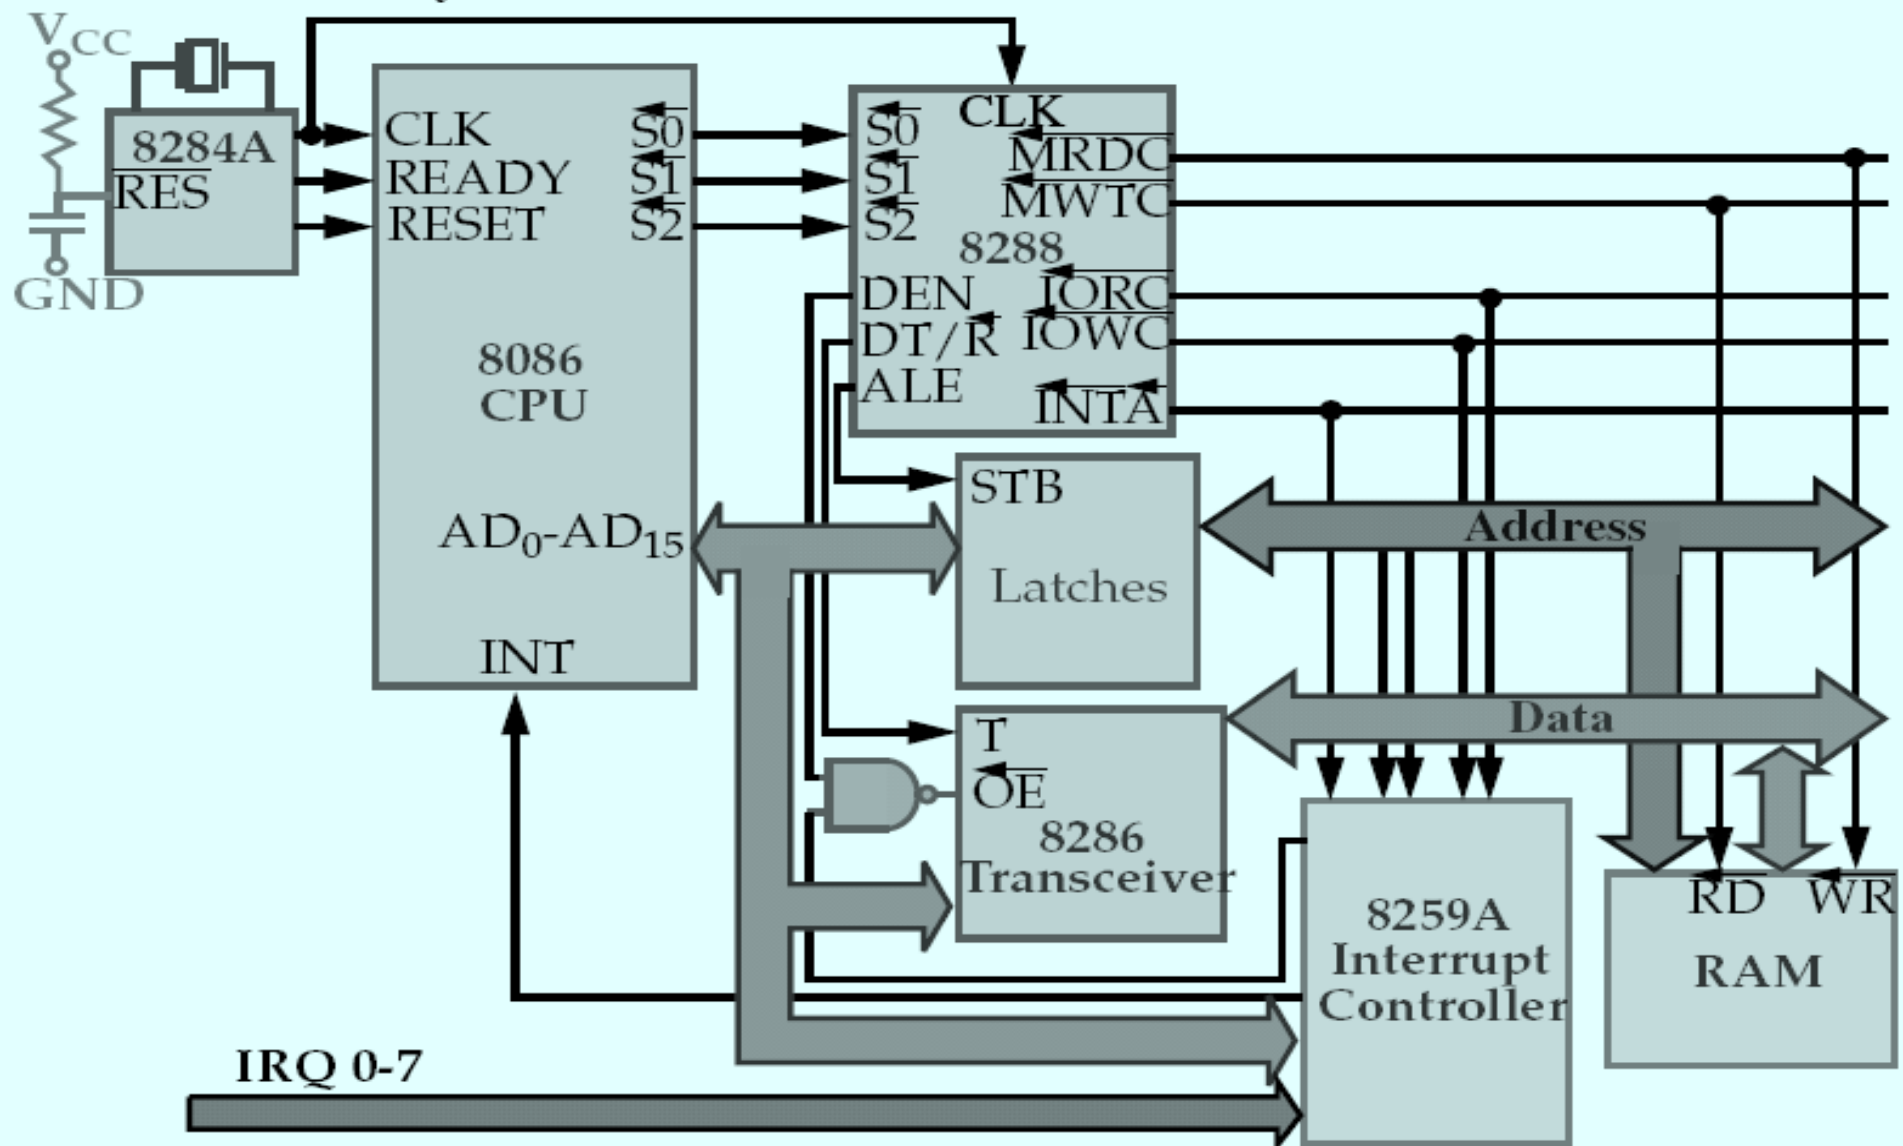 VCC
8284A
RES
GND
CLK
READY
RESET
S0
S1
S2
8086
CPU
AD0-AD15
INT
CLK
S0
S1
S2
MRDC
MWTC
8288
DEN
DT/R
ALE
IORC
IOWC
INTA
STB
Latches
Address
Data
T
OE
8286
Transceiver
8259A
Interrupt
Controller
RD
WR
RAM
IRQ 0-7